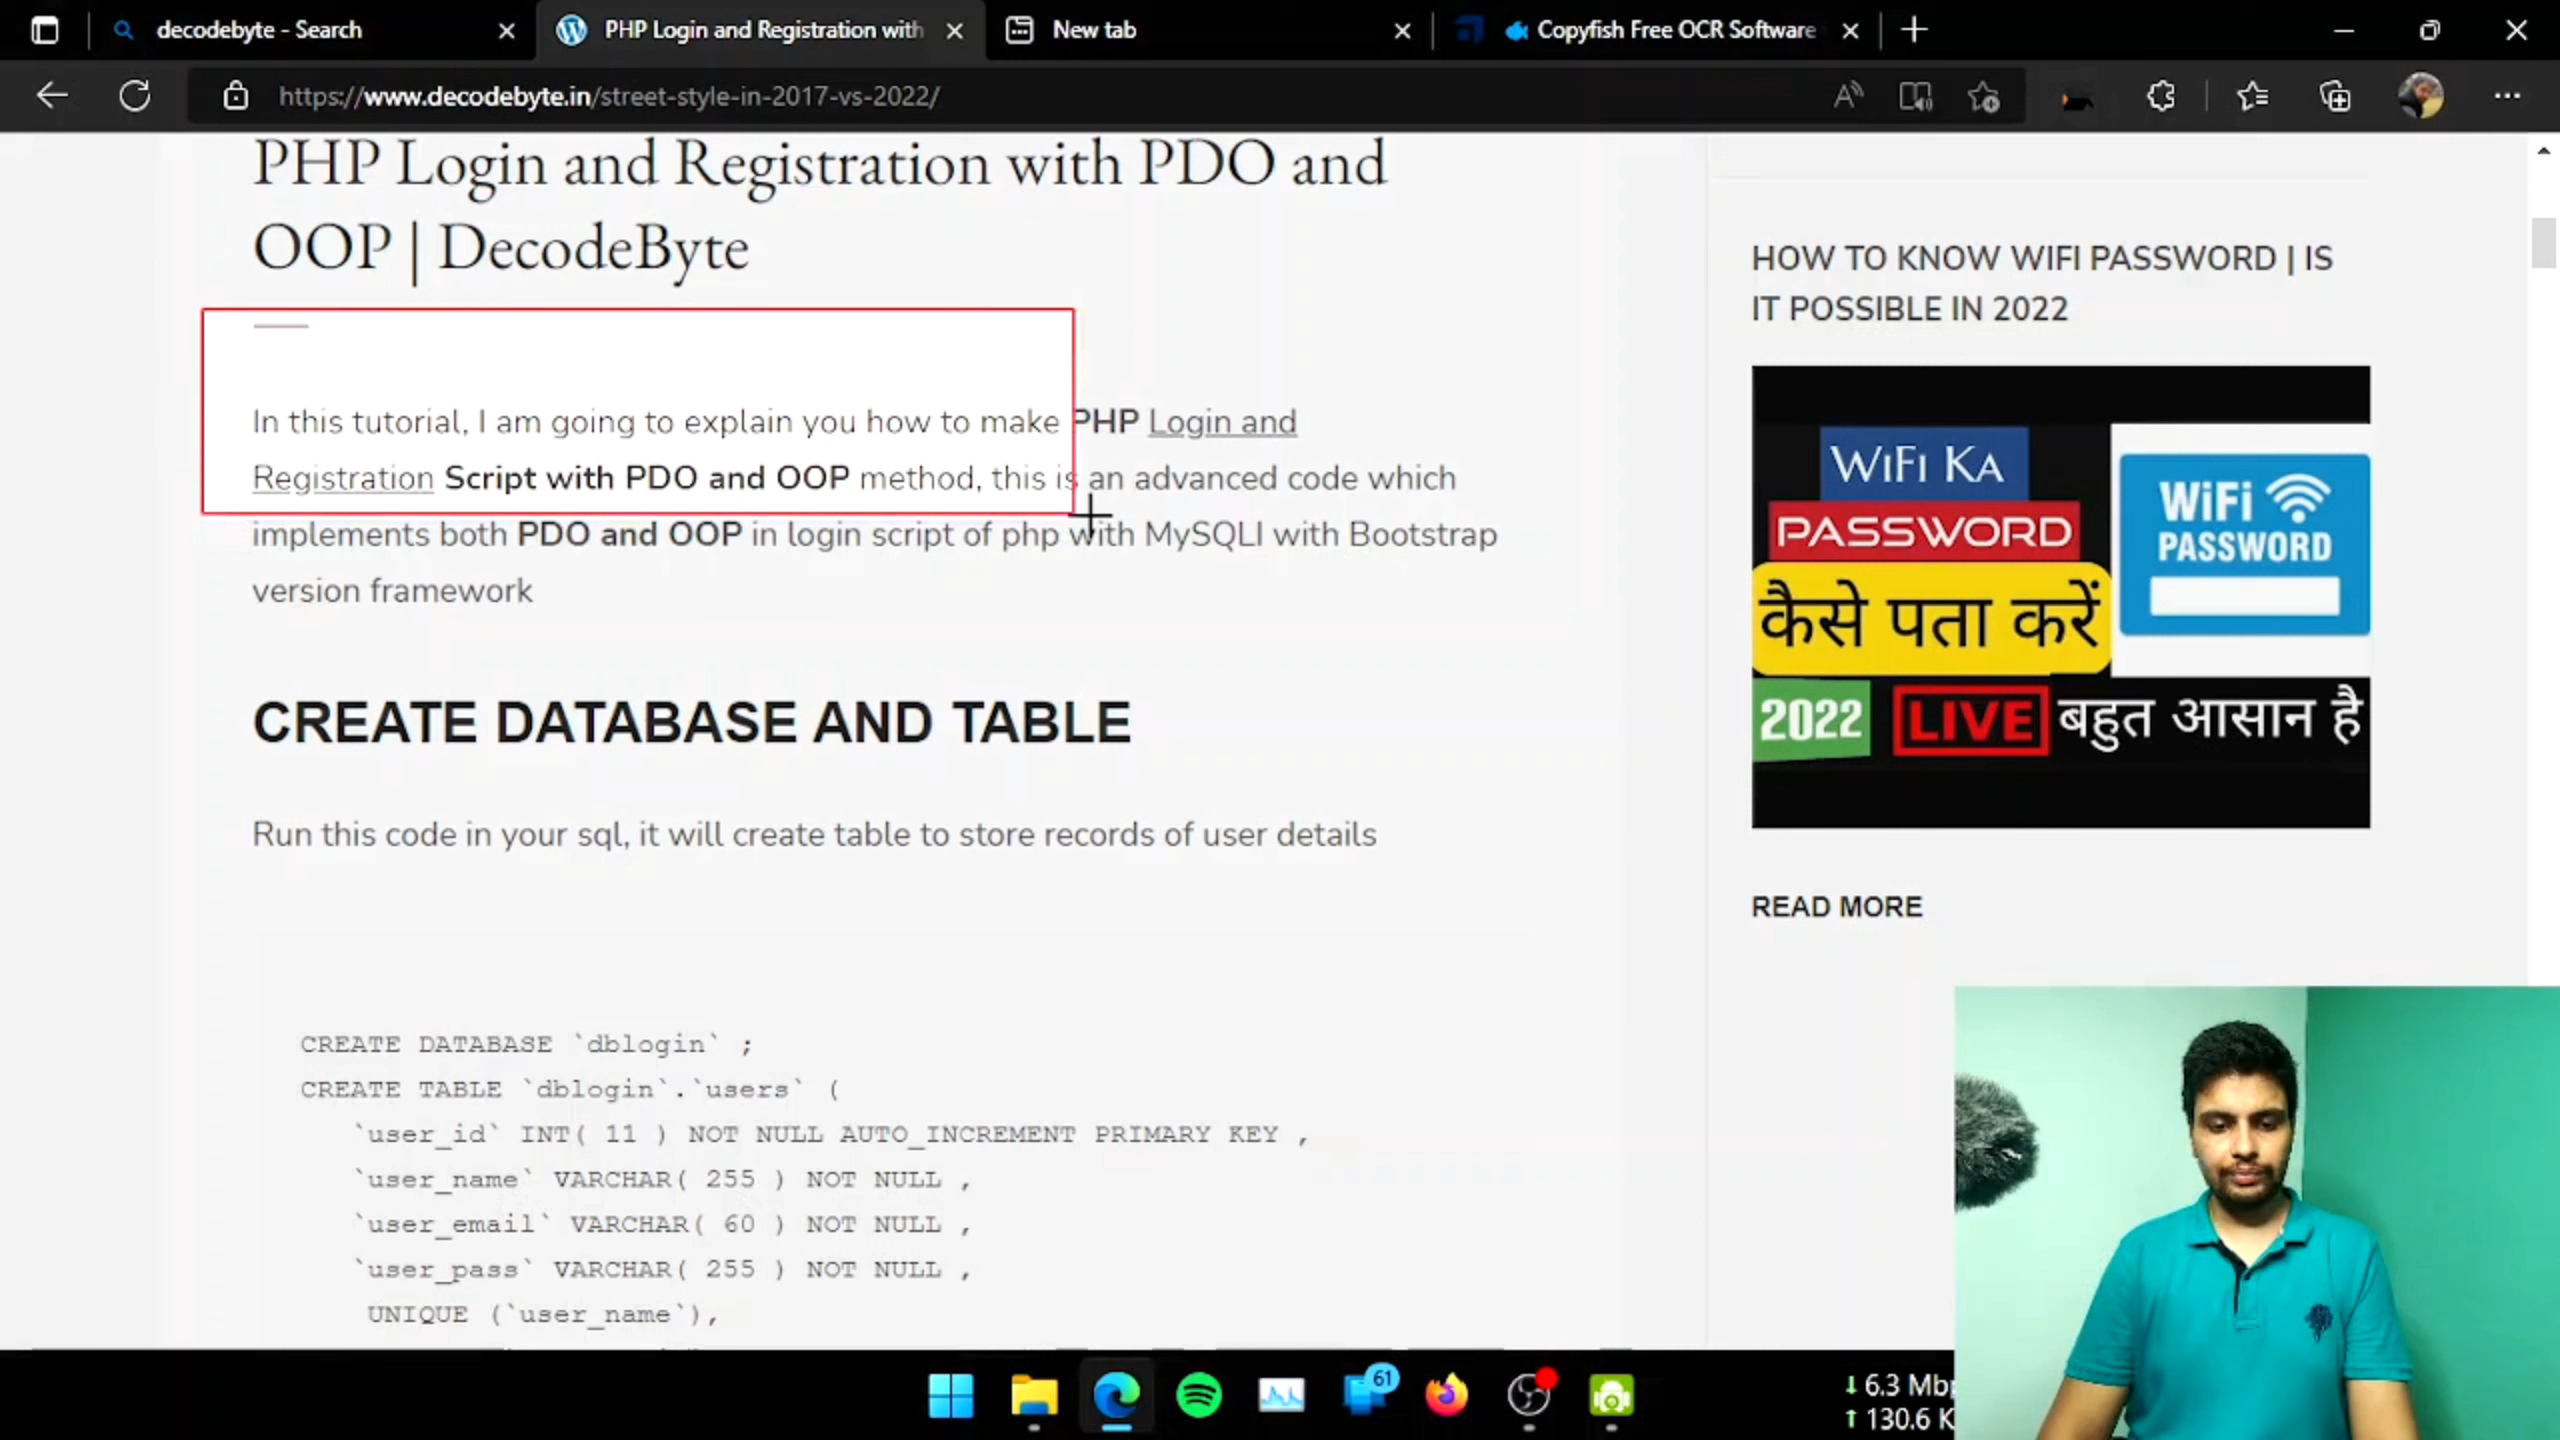 decodebyte - Search
PHP Login and Registration with
New tab
Copyfish Free OCR Software
https://www.decodebyte.in/street-style-in-2017-vs-2022/
PHP Login and Registration with PDO and
OOP | DecodeByte
In this tutorial, I am going to explain you how to make PHP Login and
Registration Script with PDO and OOP method, this is an advanced code which
implements both PDO and OOP in login script of php with MySQLI with Bootstrap
version framework
CREATE DATABASE AND TABLE
Run this code in your sql, it will create table to store records of user details
CREATE DATABASE `dblogin` ;
CREATE TABLE `dblogin`.`users` (
`user_id` INT( 11 ) NOT NULL AUTO_INCREMENT PRIMARY KEY ,
`user_name` VARCHAR( 255 ) NOT NULL ,
`user_email` VARCHAR( 60 ) NOT NULL ,
`user_pass` VARCHAR( 255 ) NOT NULL ,
UNIQUE (`user_name`),
HOW TO KNOW WIFI PASSWORD | IS
IT POSSIBLE IN 2022
WiFi KA
PASSWORD
कैसे पता करें
WiFi
PASSWORD
2022 LIVE बहुत आसान है
READ MORE
61
6.3
130.6